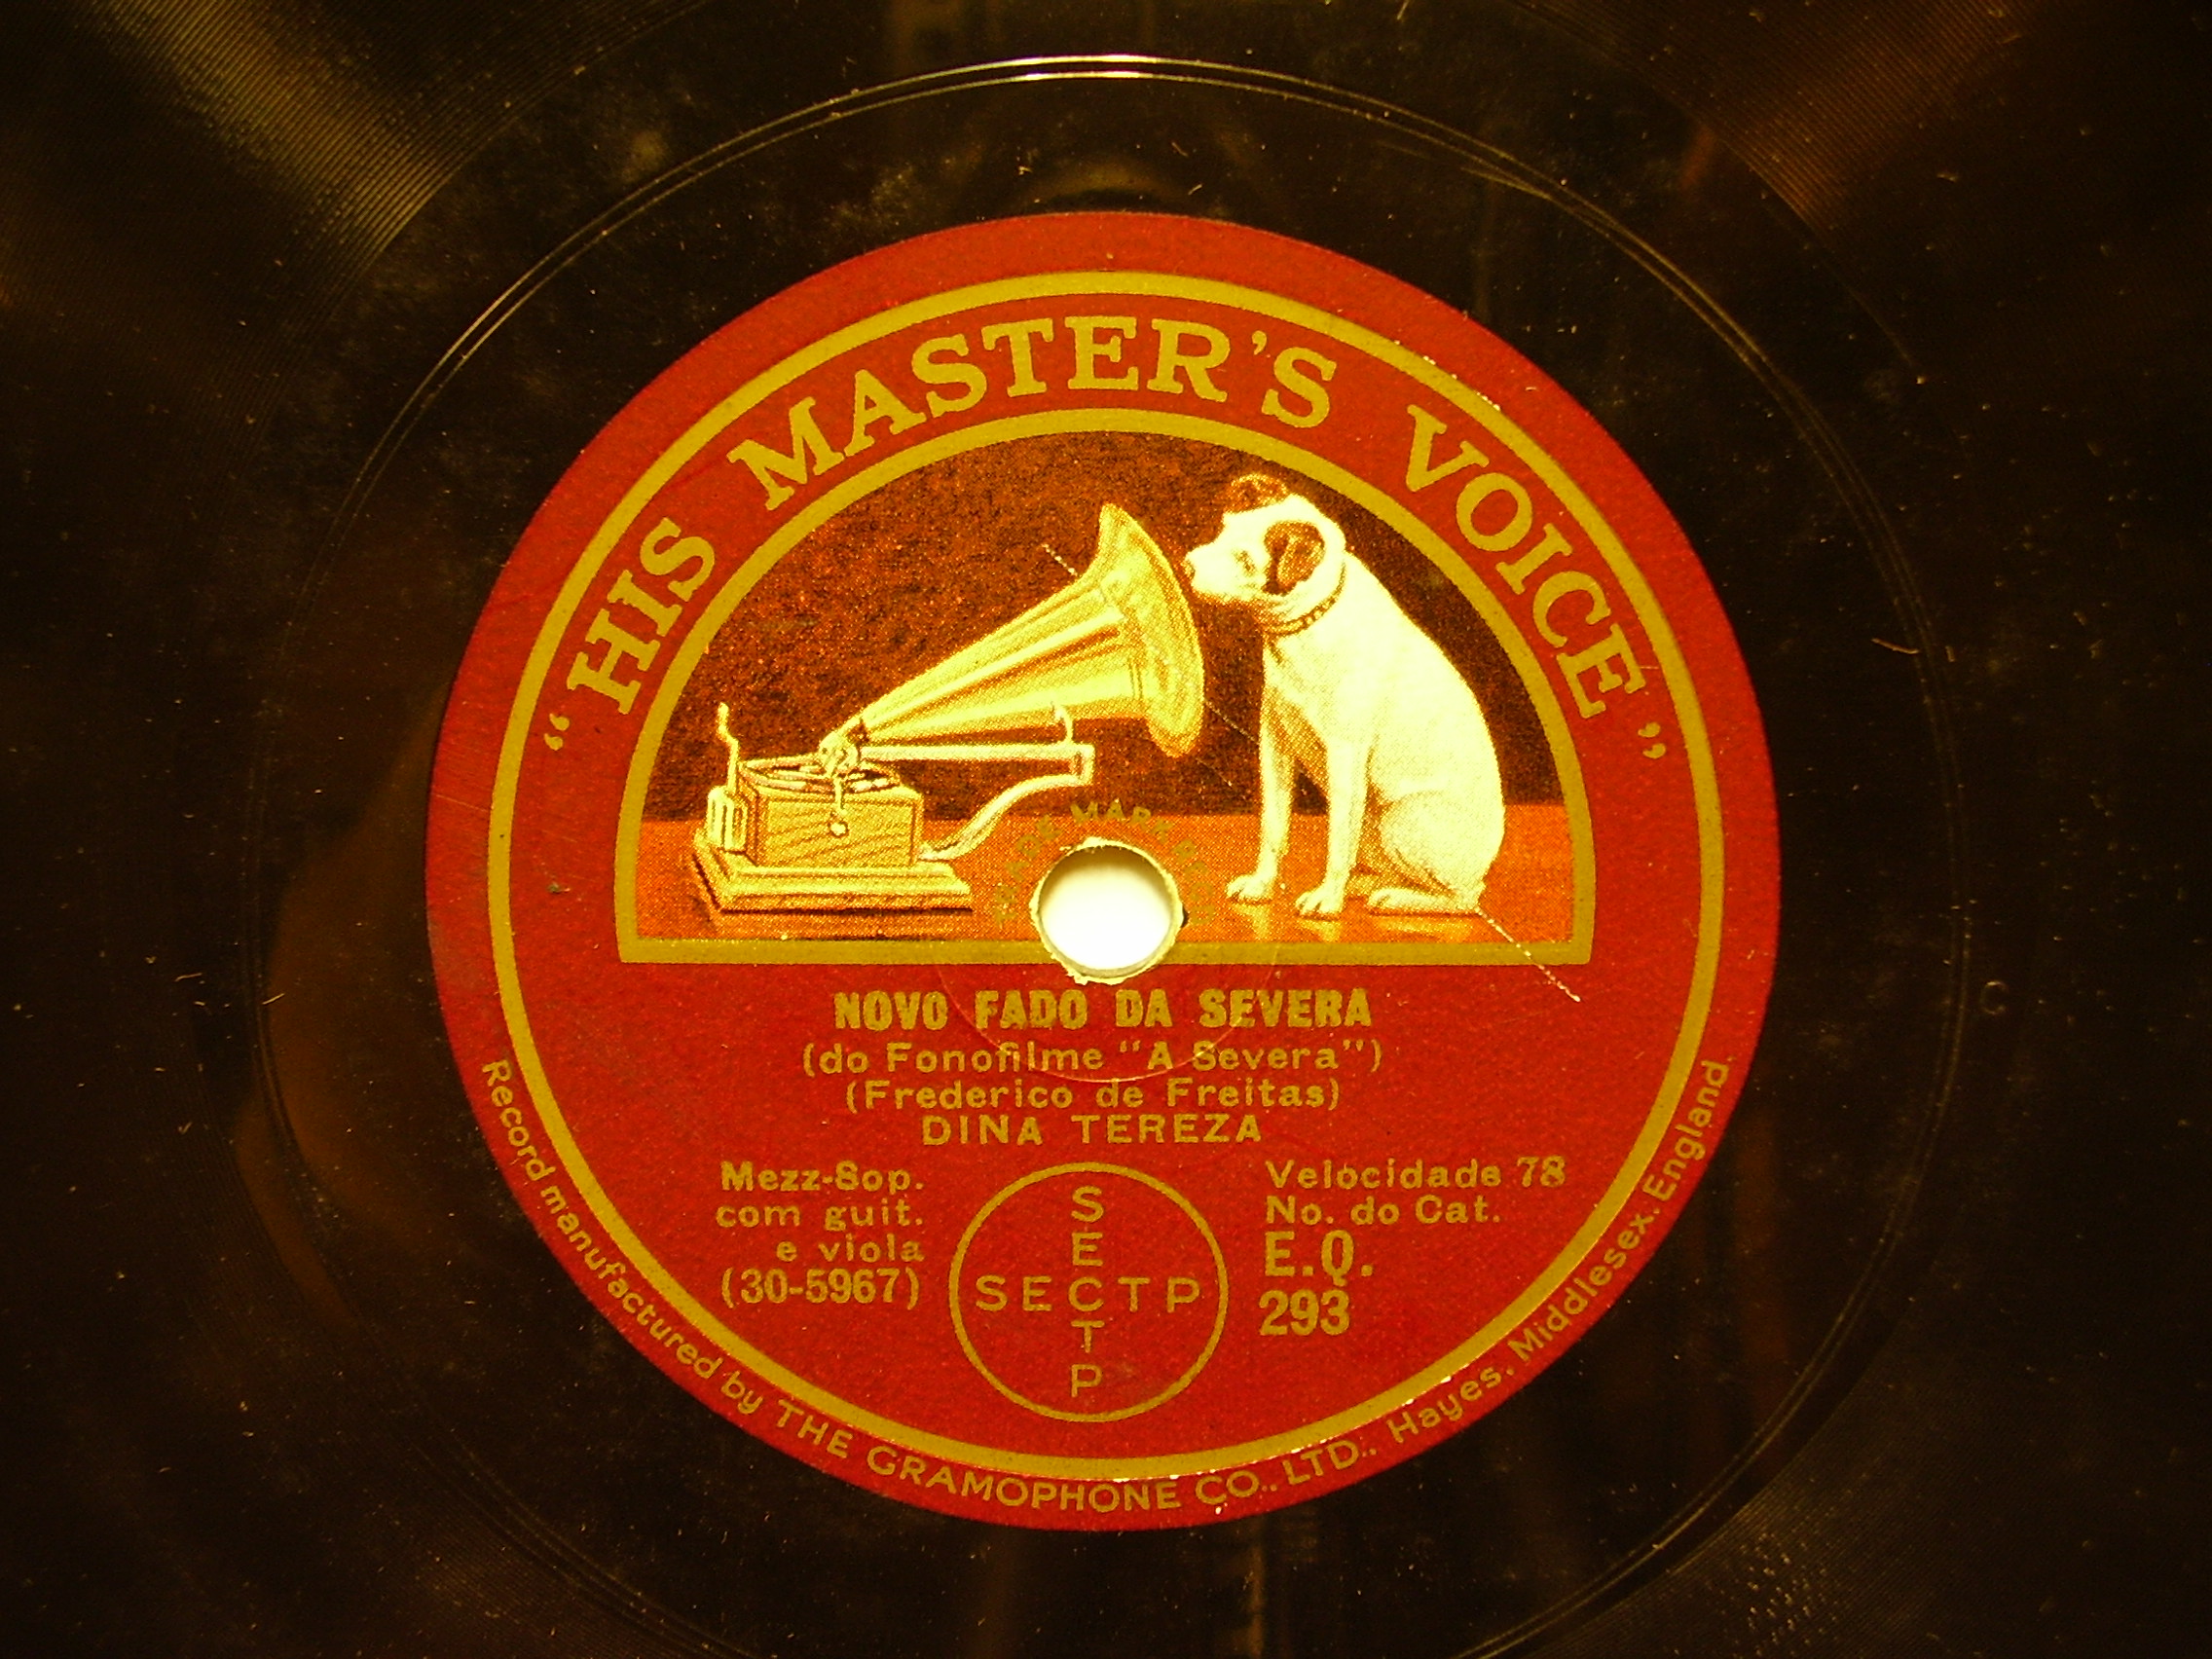 “HIS MASTER'S VOICE”
NOVO FADO DA SEVERA
(do Fonofilme "A Severa")
(Frederico de Freitas)
DINA TEREZA
Mezz-Sop.
com guit.
e viola
(30-5967)
SECTP
SECTP
Velocidade 78
No. do Cat.
E.Q.
293
Record manufactured by THE GRAMOPHONE CO., LTD., Hayes, Middlesex, England.